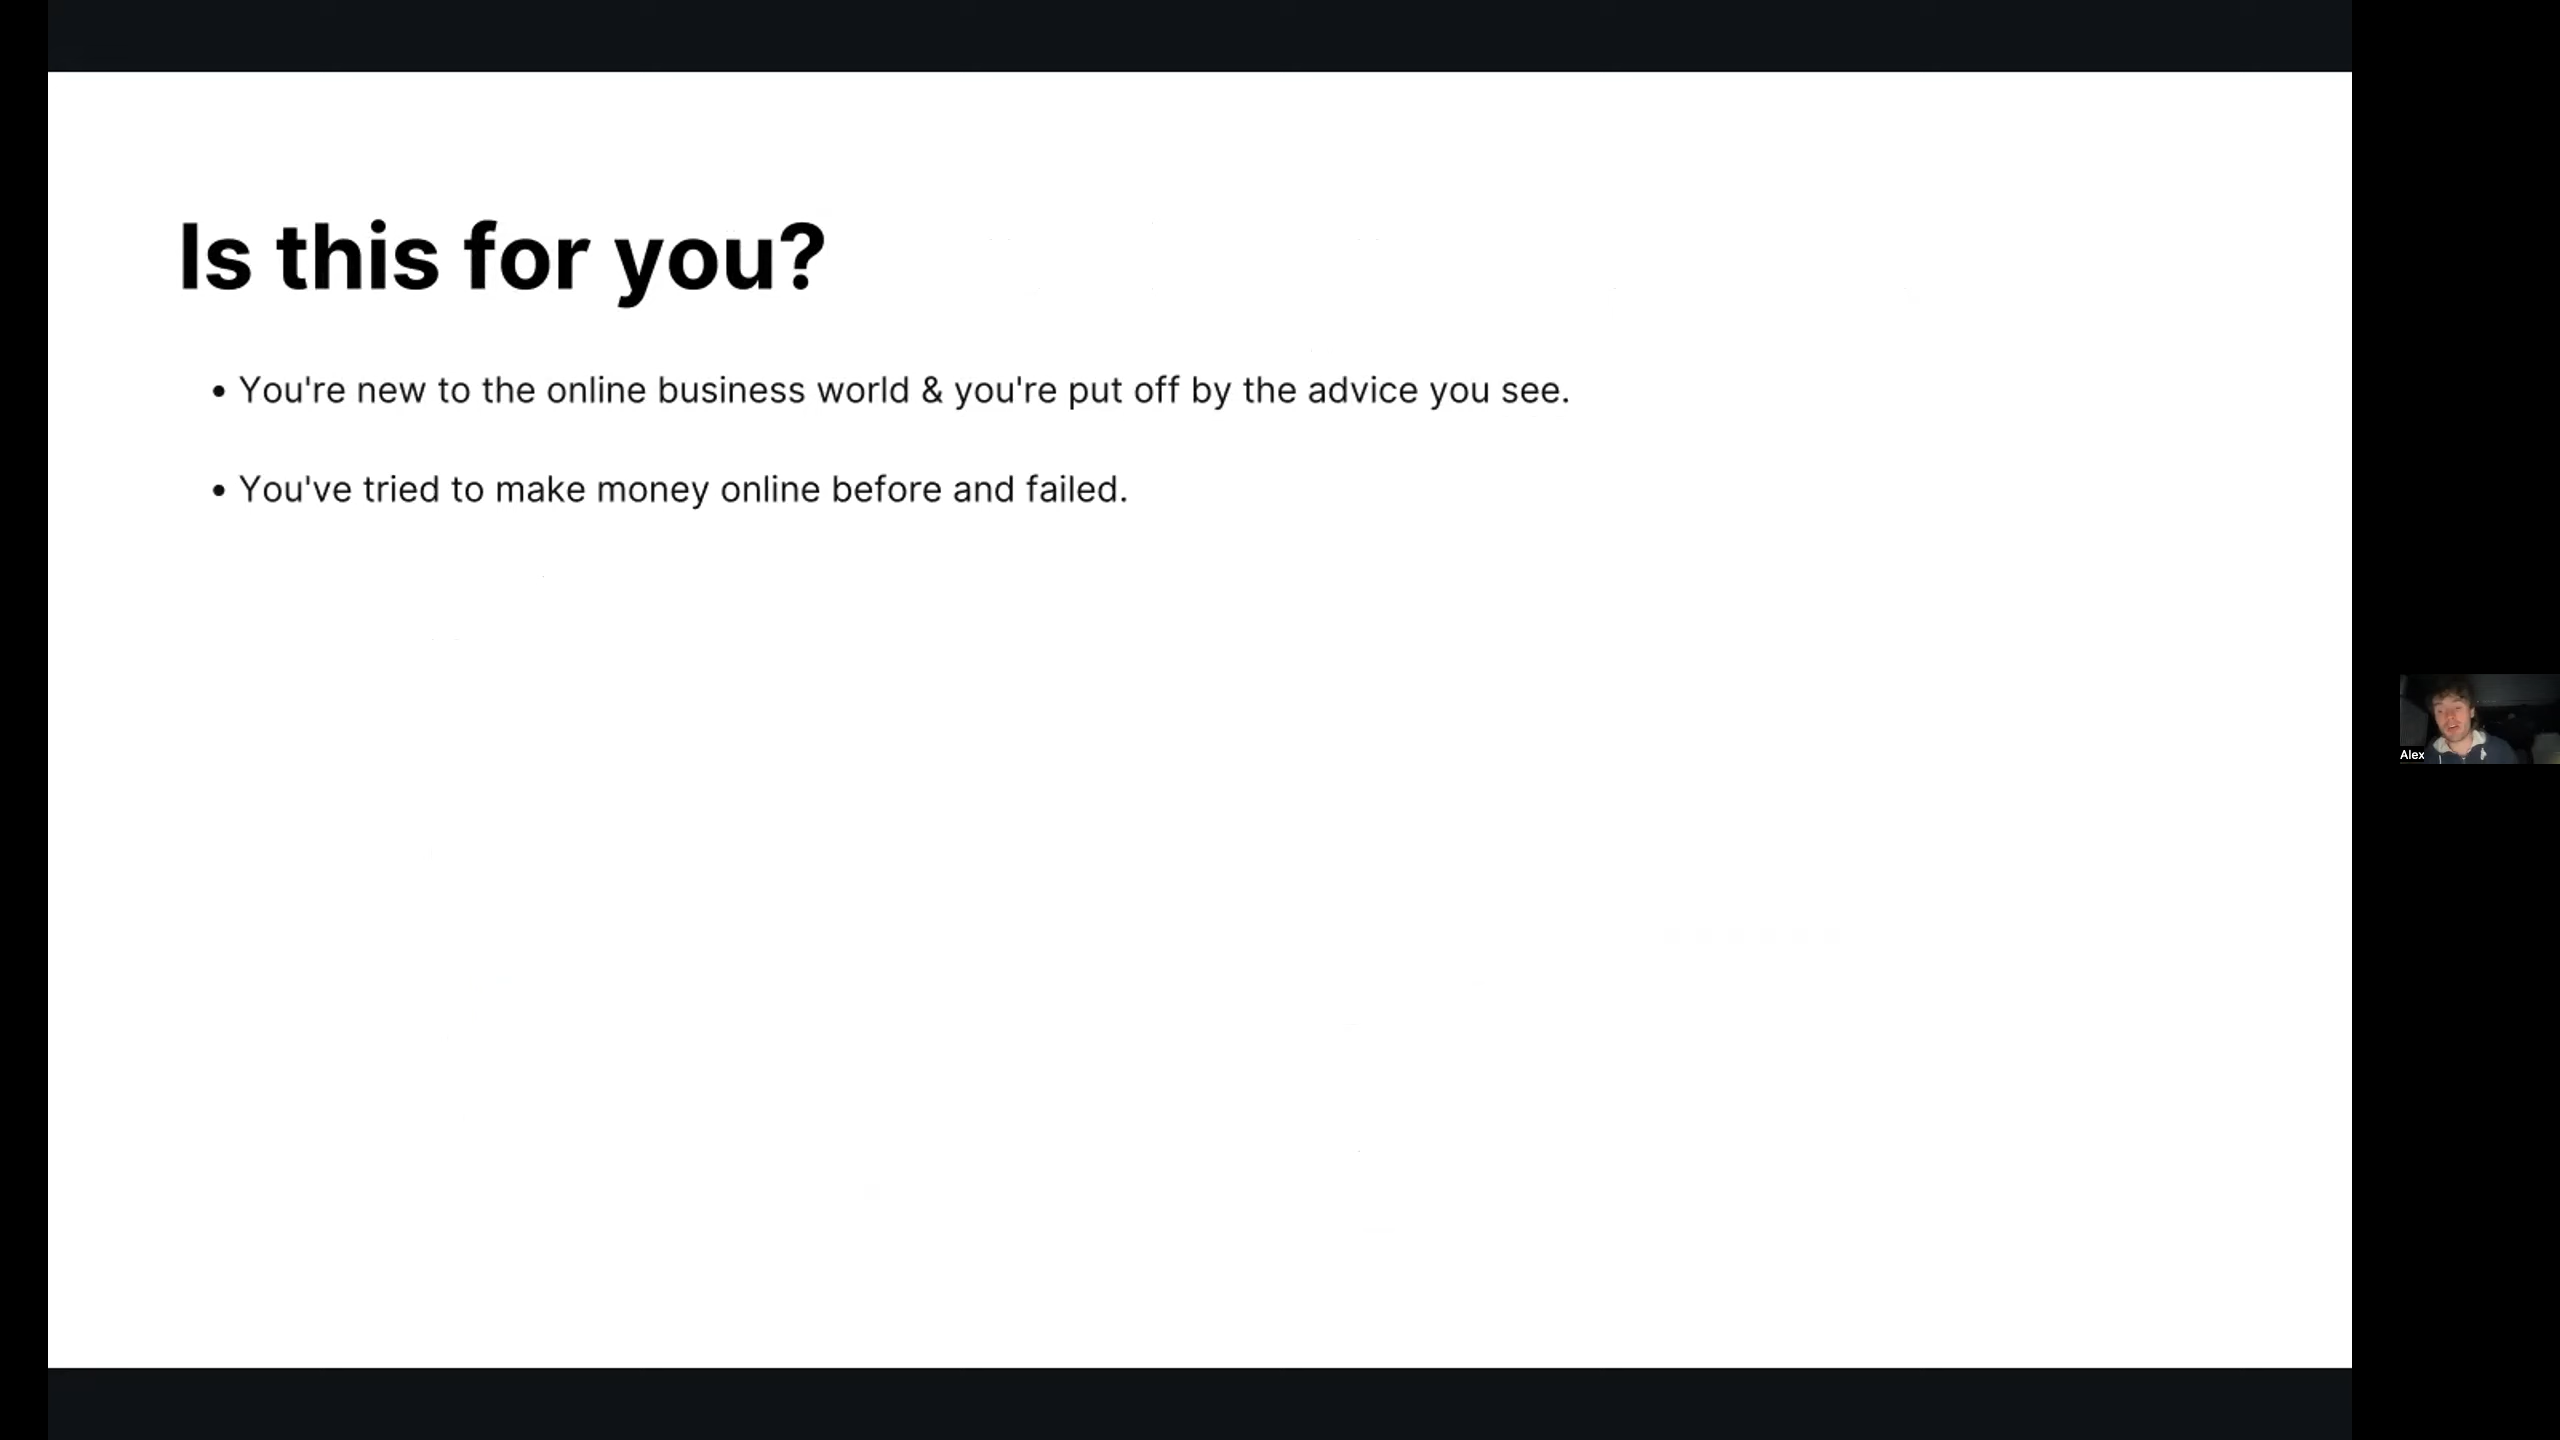 Is this for you?
• You're new to the online business world & you're put off by the advice you see.
• You've tried to make money online before and failed.
Alex